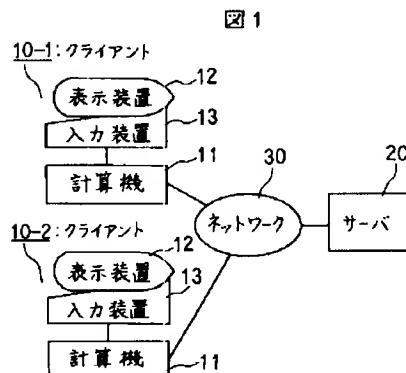 図1
10-1:クライアント
12
表示装置
13
入力装置
11
計算機
30
20
ネットワーク
サーバ
10-2:クライアント
12
表示装置
13
入力装置
計算機
11